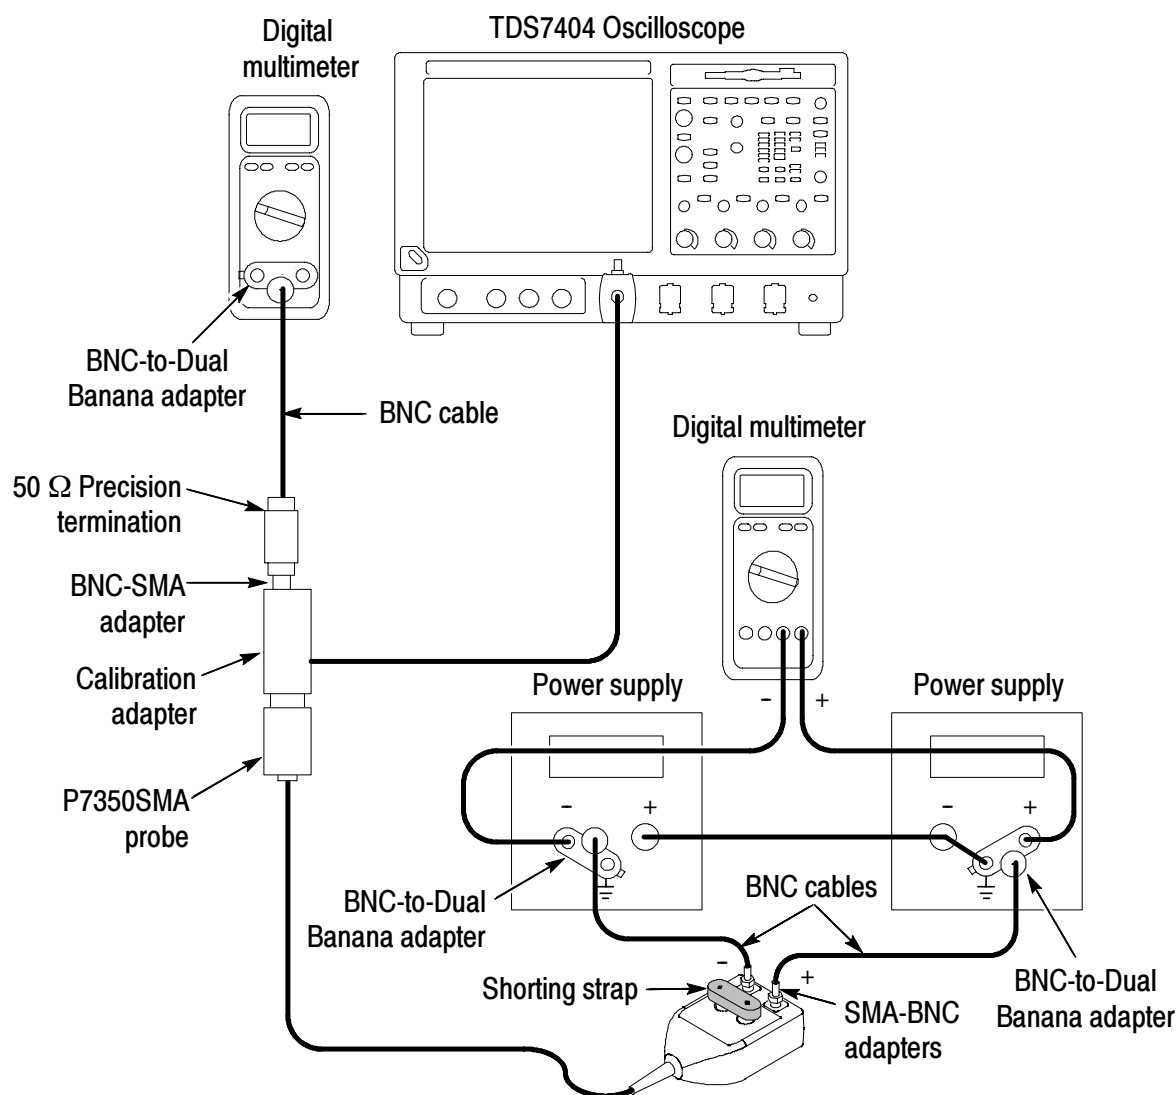 Digital
multimeter
TDS7404 Oscilloscope
BNC-to-Dual
Banana adapter
BNC cable
Digital multimeter
50 Ω Precision
termination
BNC-SMA
adapter
Calibration
adapter
Power supply
- +
Power supply
P7350SMA
probe
- +
- +
BNC-to-Dual
Banana adapter
BNC cables
- +
Shorting strap
SMA-BNC
adapters
BNC-to-Dual
Banana adapter